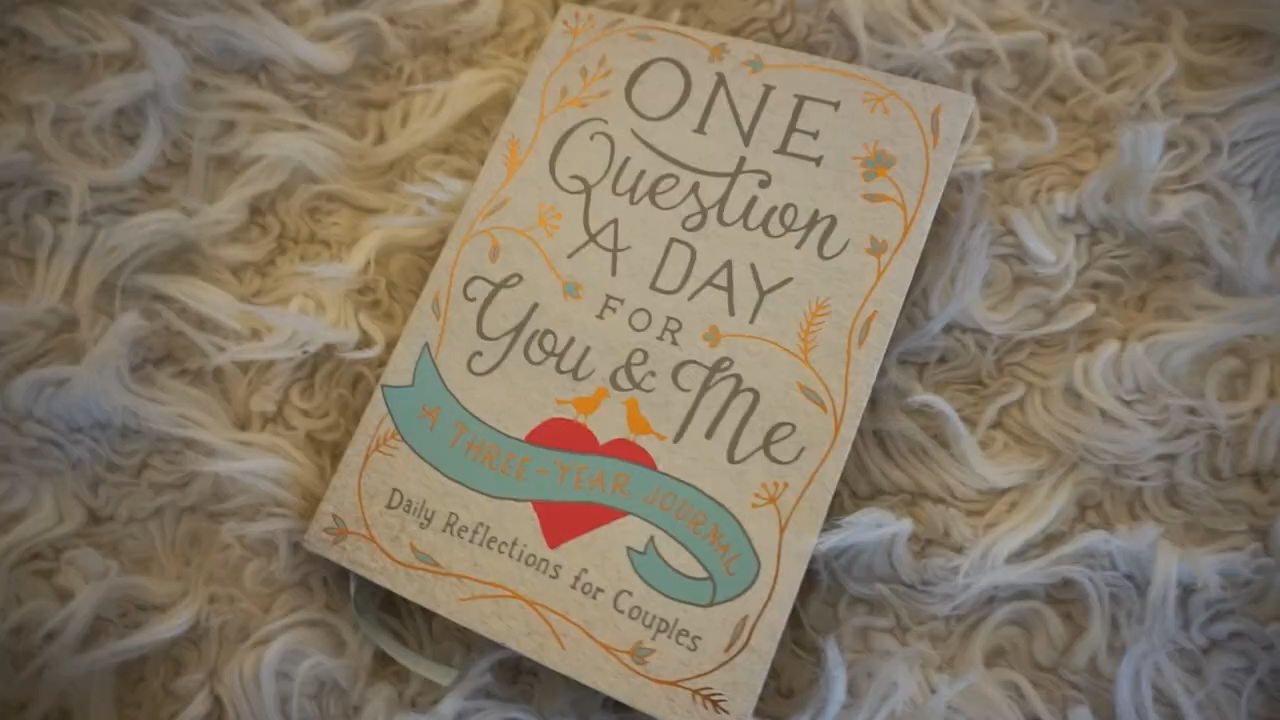 ONE
Question
A DAY
FOR
You & Me
A THREE-YEAR JOURNAL
Daily Reflections for Couples